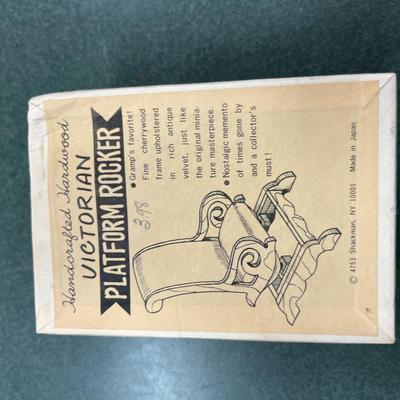 Handcrafted Hardwood
VICTORIAN
PLATFORM ROCKER
• Gramp's favorite!
Fine cherrywood
frame upholstered
in rich antique
velvet, just like
the original minia-
ture masterpiece.
• Nostalgic memento
of times gone by
and a collector's
must!
3.98
© 4753 Shackman, NY 10001 Made in Japan